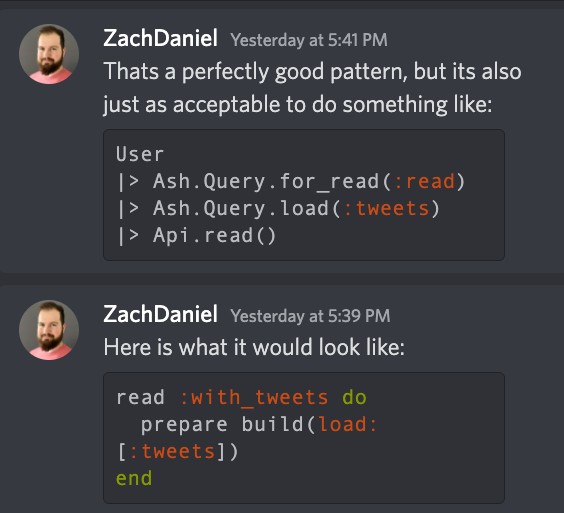 ZachDaniel Yesterday at 5:41 PM
Thats a perfectly good pattern, but its also
just as acceptable to do something like:
User
|> Ash.Query.for_read(:read)
|> Ash.Query.load(:tweets)
|> Api.read()
ZachDaniel Yesterday at 5:39 PM
Here is what it would look like:
read :with_tweets do
  prepare build(load:
[:tweets])
end